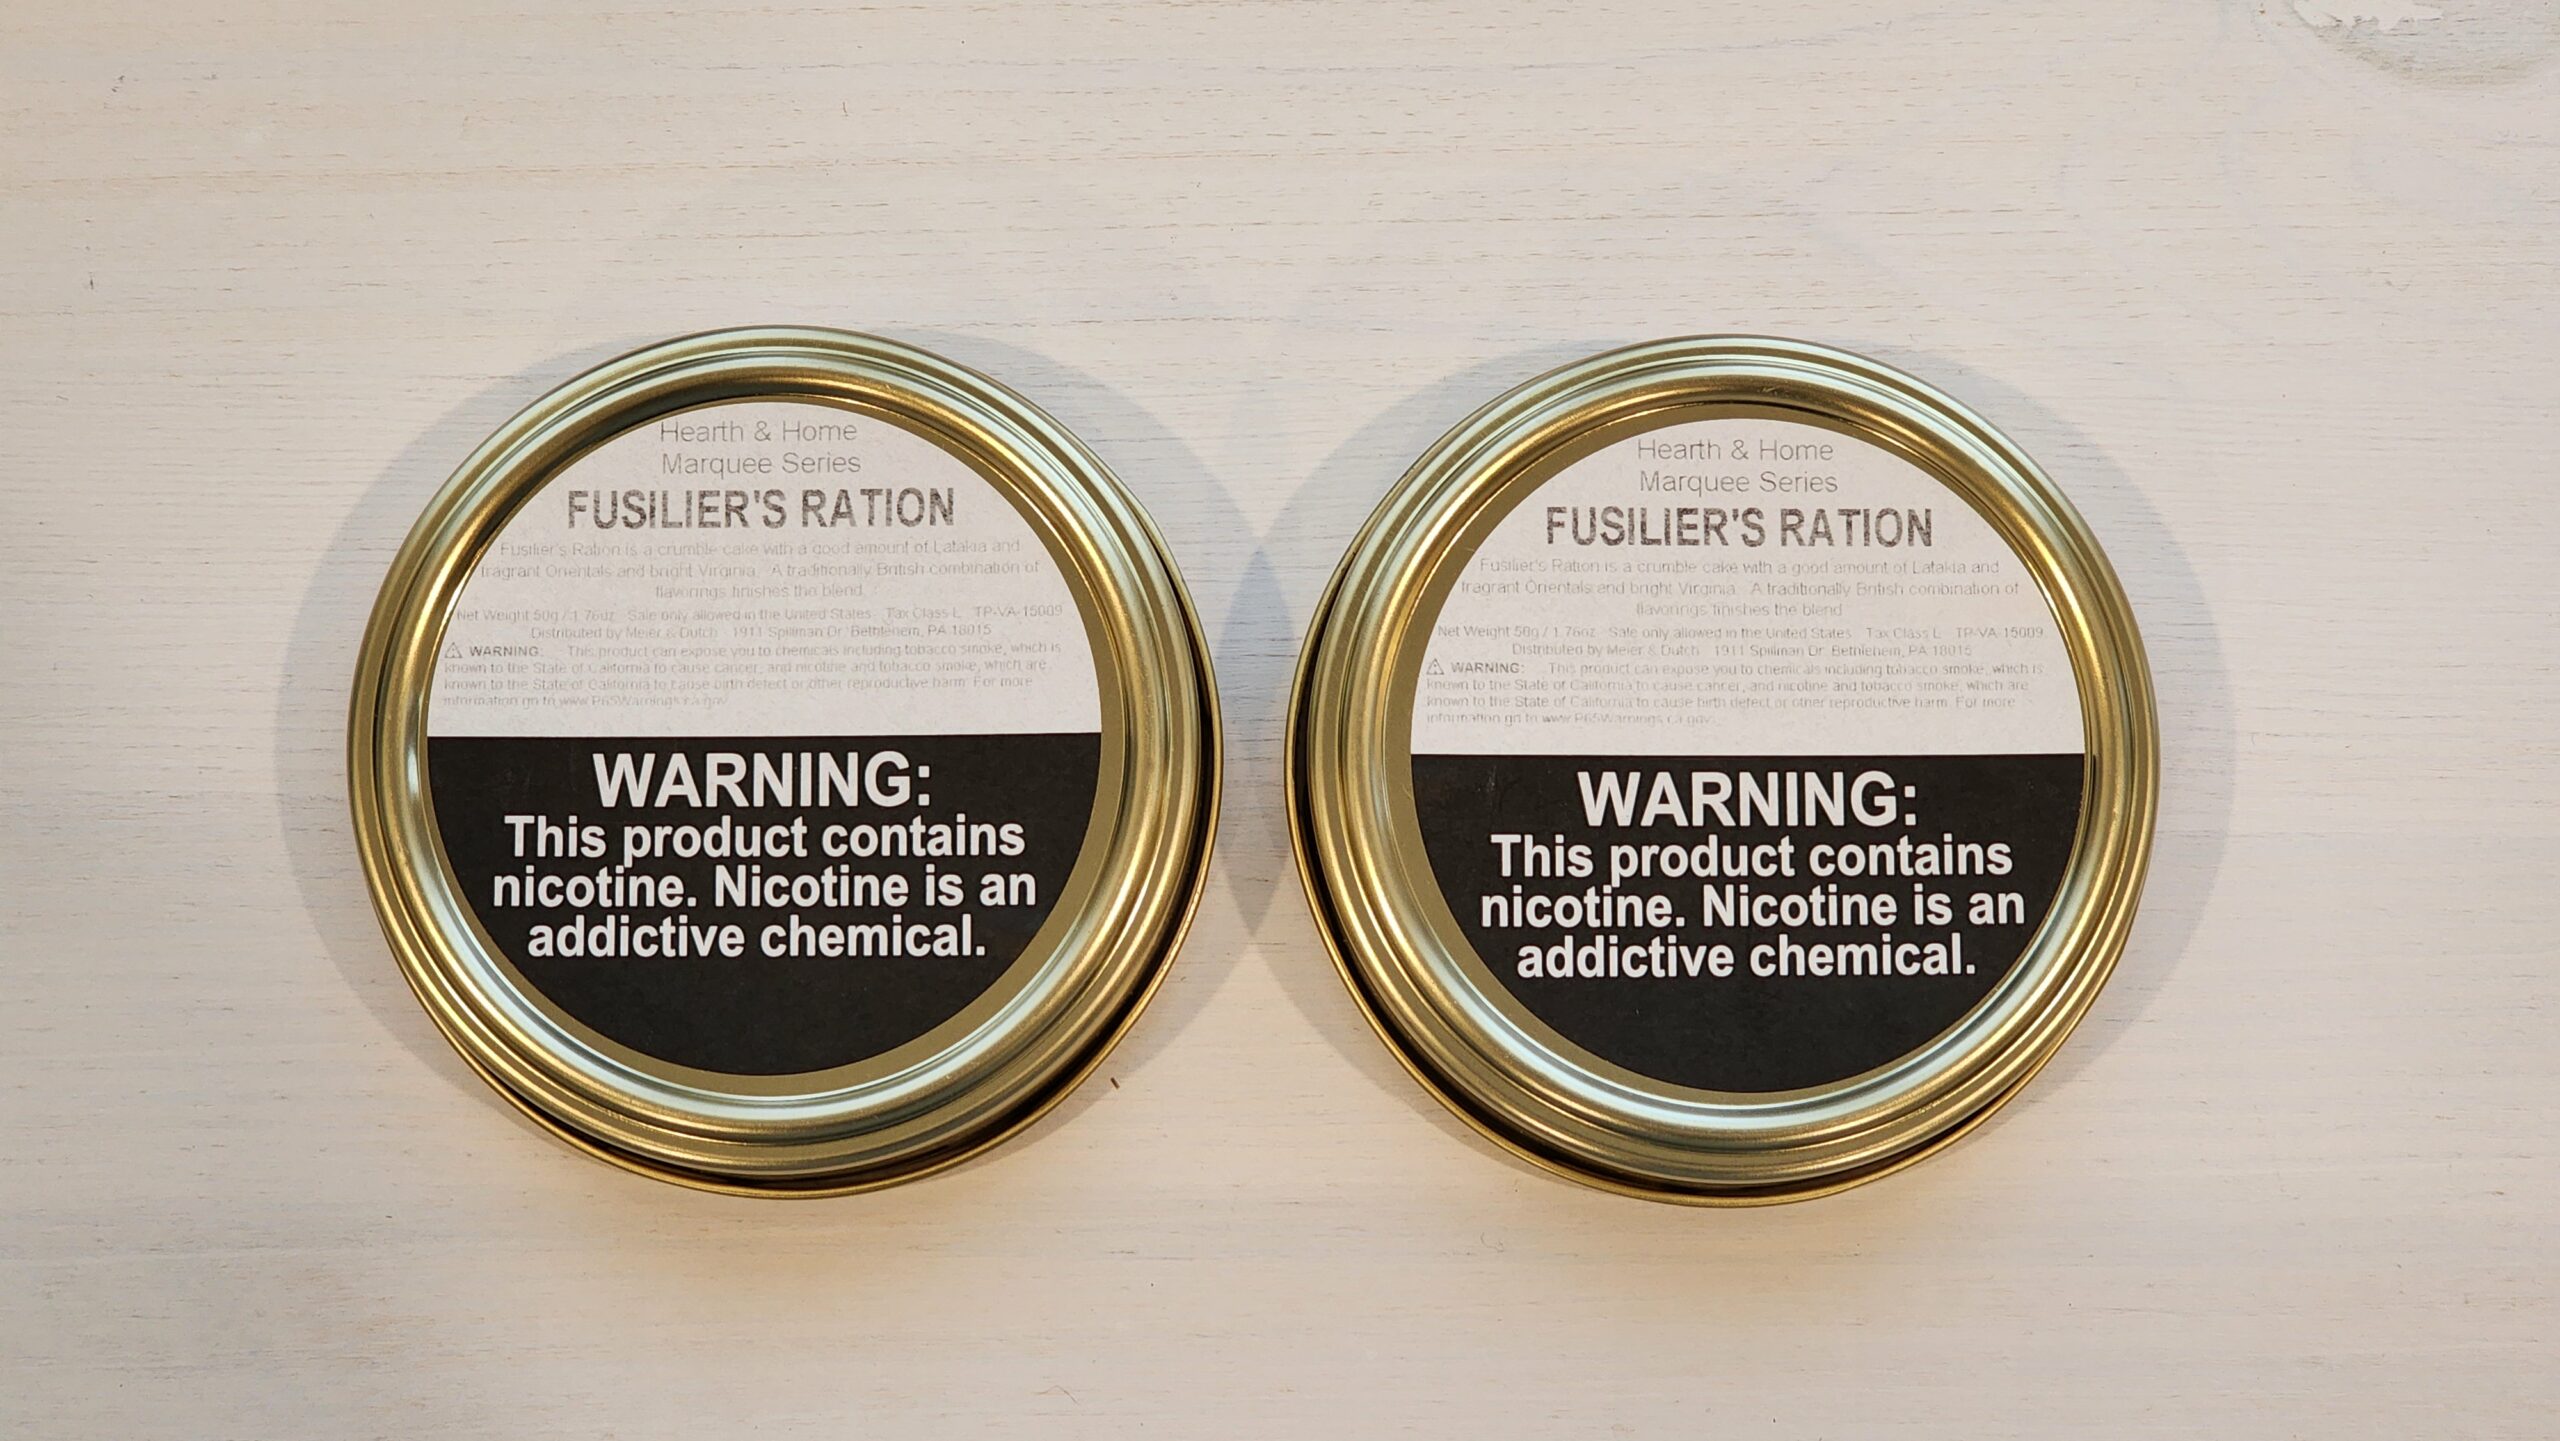 Hearth & Home
Marquee Series
FUSILIER'S RATION
Fusilier's Ration is a crumble cake with a good amount of Latakia and
fragrant Orientals and bright Virginia. A traditionally British combination of
flavorings finishes the blend.
Net Weight 50g / 1.76oz Sale only allowed in the United States Tax Class L TP-VA-15009
Distributed by Meier & Dutch 1911 Spillman Dr. Bethlehem, PA 18015
⚠ WARNING: This product can expose you to chemicals including tobacco smoke, which is
known to the State of California to cause cancer, and nicotine and tobacco smoke, which are
known to the State of California to cause birth defect or other reproductive harm. For more
information go to www.P65Warnings.ca.gov
WARNING:
This product contains
nicotine. Nicotine is an
addictive chemical.
Hearth & Home
Marquee Series
FUSILIER'S RATION
Fusilier's Ration is a crumble cake with a good amount of Latakia and
fragrant Orientals and bright Virginia. A traditionally British combination of
flavorings finishes the blend.
Net Weight 50g / 1.76oz Sale only allowed in the United States Tax Class L TP-VA-15009
Distributed by Meier & Dutch 1911 Spillman Dr. Bethlehem, PA 18015
⚠ WARNING: This product can expose you to chemicals including tobacco smoke, which is
known to the State of California to cause cancer, and nicotine and tobacco smoke, which are
known to the State of California to cause birth defect or other reproductive harm. For more
information go to www.P65Warnings.ca.gov
WARNING:
This product contains
nicotine. Nicotine is an
addictive chemical.